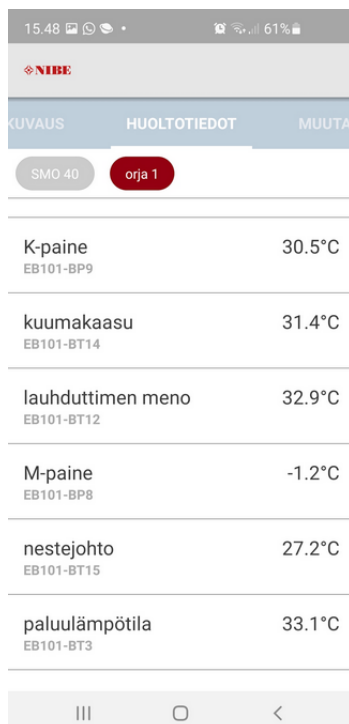 15.48 61%
NIBE
KUVAUS HUOLTOTIEDOT MUUTA
SMO 40 orja 1
K-paine 30.5°C
EB101-BP9
kuumakaasu 31.4°C
EB101-BT14
lauhduttimen meno 32.9°C
EB101-BT12
M-paine -1.2°C
EB101-BP8
nestejohto 27.2°C
EB101-BT15
paluulämpötila 33.1°C
EB101-BT3